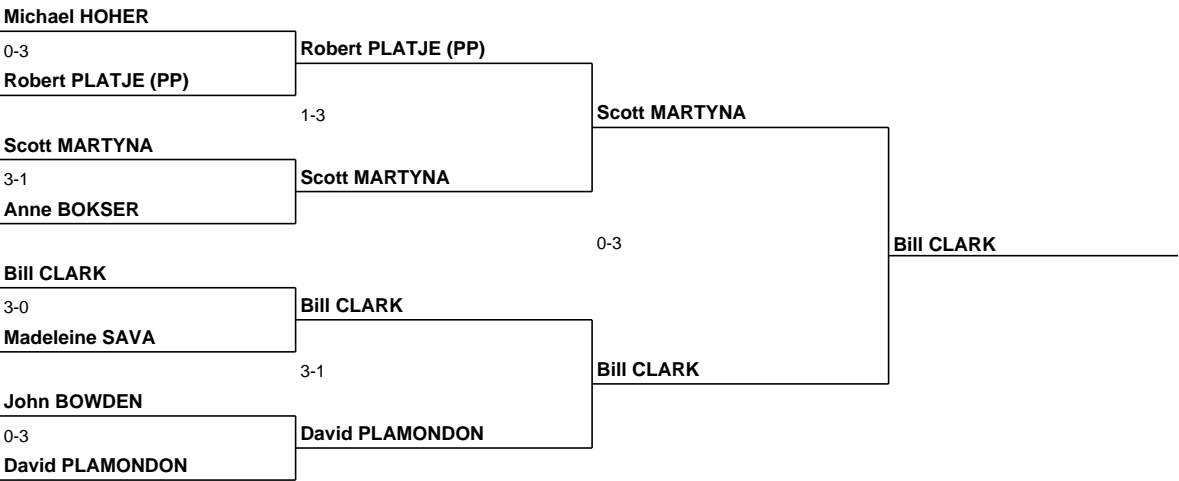 Michael HOHER
0-3
Robert PLATJE (PP)
Robert PLATJE (PP)
1-3
Scott MARTYNA
Scott MARTYNA
3-1
Scott MARTYNA
Anne BOKSER
0-3
Bill CLARK
Bill CLARK
3-0
Bill CLARK
Madeleine SAVA
3-1
Bill CLARK
John BOWDEN
0-3
David PLAMONDON
David PLAMONDON